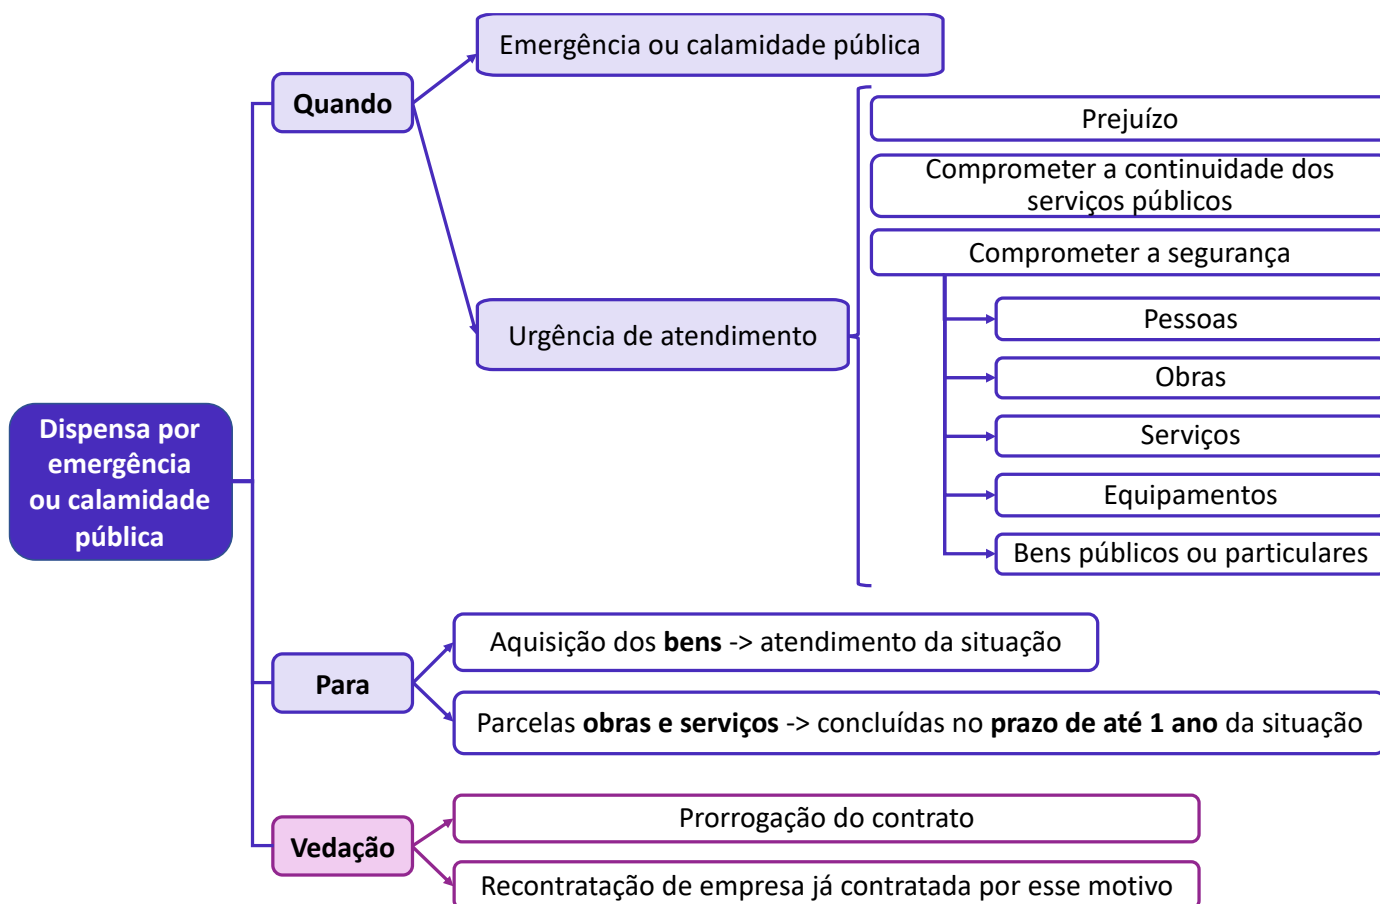 Dispensa por
emergência
ou calamidade
pública
Quando
Emergência ou calamidade pública
Urgência de atendimento
Prejuízo
Comprometer a continuidade dos
serviços públicos
Comprometer a segurança
Pessoas
Obras
Serviços
Equipamentos
Bens públicos ou particulares
Para
Aquisição dos bens -> atendimento da situação
Parcelas obras e serviços -> concluídas no prazo de até 1 ano da situação
Vedação
Prorrogação do contrato
Recontratação de empresa já contratada por esse motivo